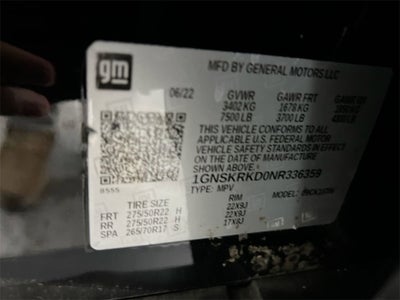 gm
MFD BY GENERAL MOTORS LLC
06/22 GVWR GAWR FRT GAWR
3402 KG 1678 KG
7500 LB 3700 LB
THIS VEHICLE CONFORMS TO ALL
APPLICABLE U.S. FEDERAL MOTOR
VEHICLE SAFETY STANDARDS IN EFFECT
ON THE DATE OF MANUFACTURE
SHOWN ABOVE.
1GNSKRKD0NR336359
TYPE: MPV MODEL:
TIRE SIZE RIM
FRT 275/50R22 H 22X9J
RR 275/50R22 H 22X9J
SPA 265/70R17 S 17X8J